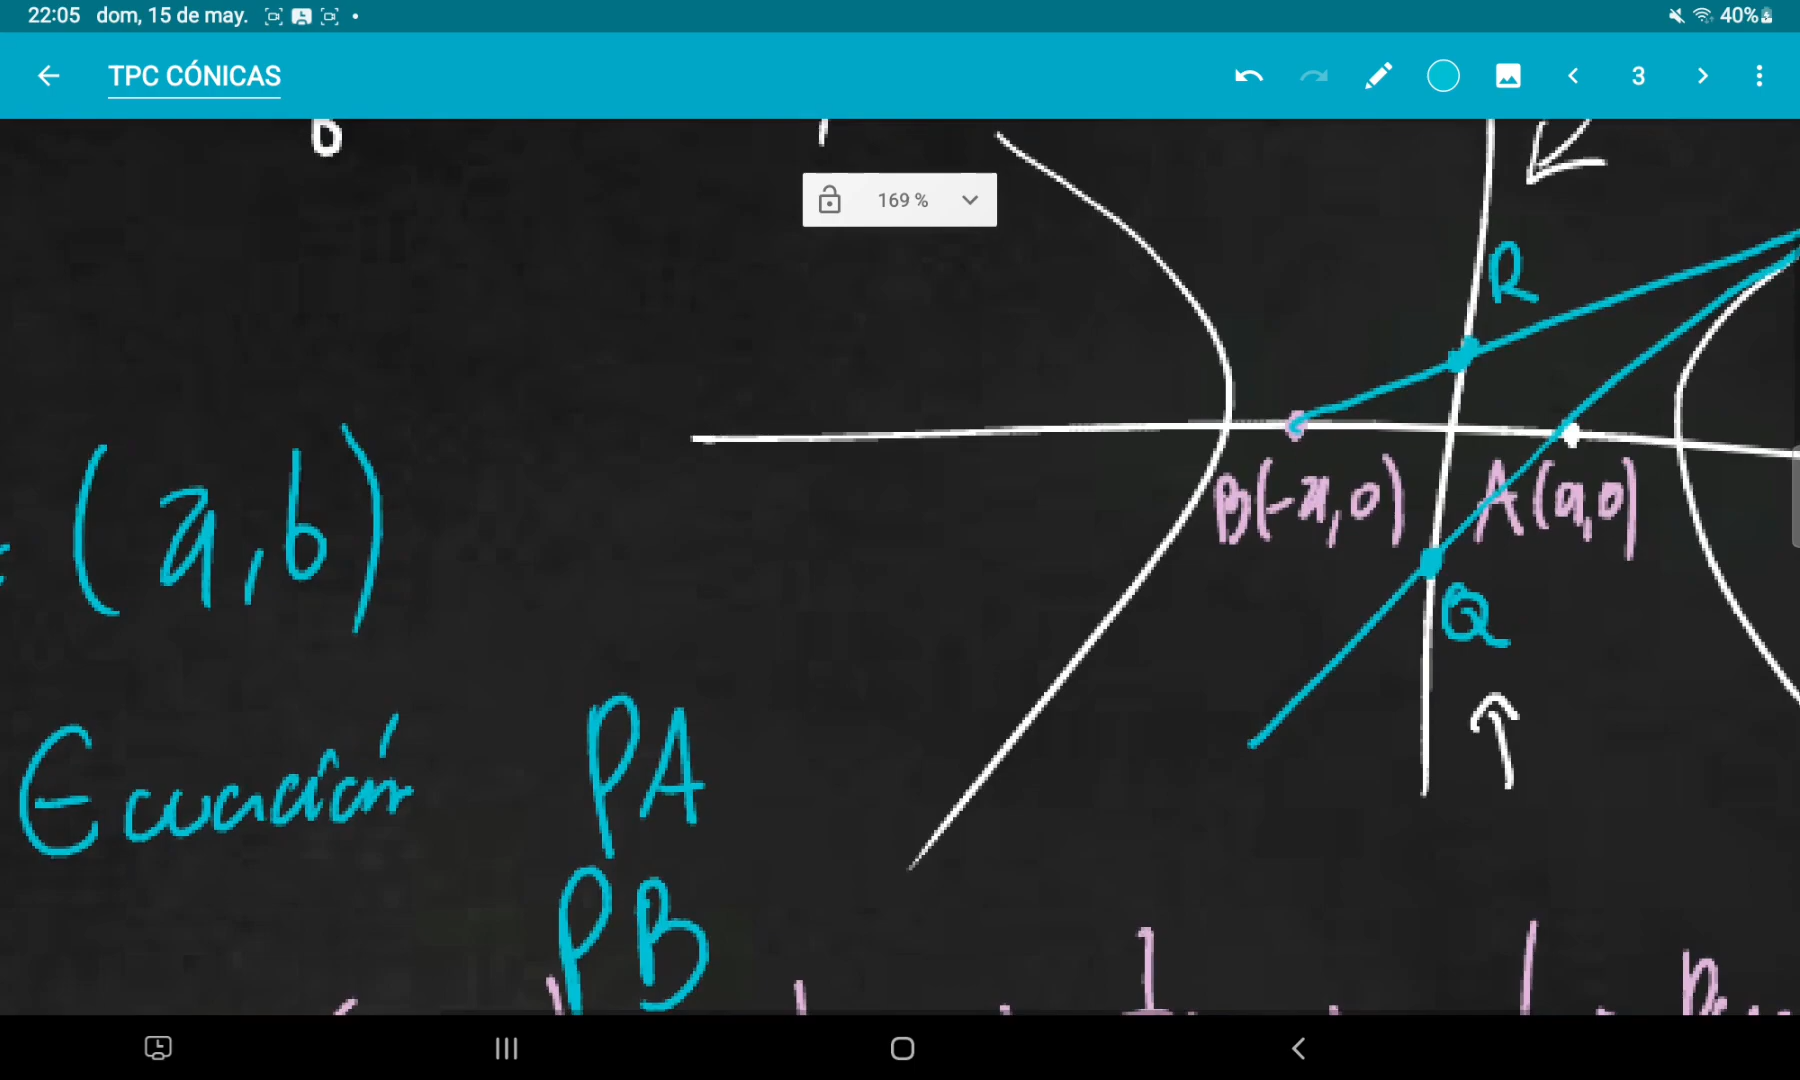 22:05 dom, 15 de may. 40%
TPC CÓNICAS 3
169 %
R
B(-a,0) A(a,0)
(a,b)
Q
Ecuación PA
PB